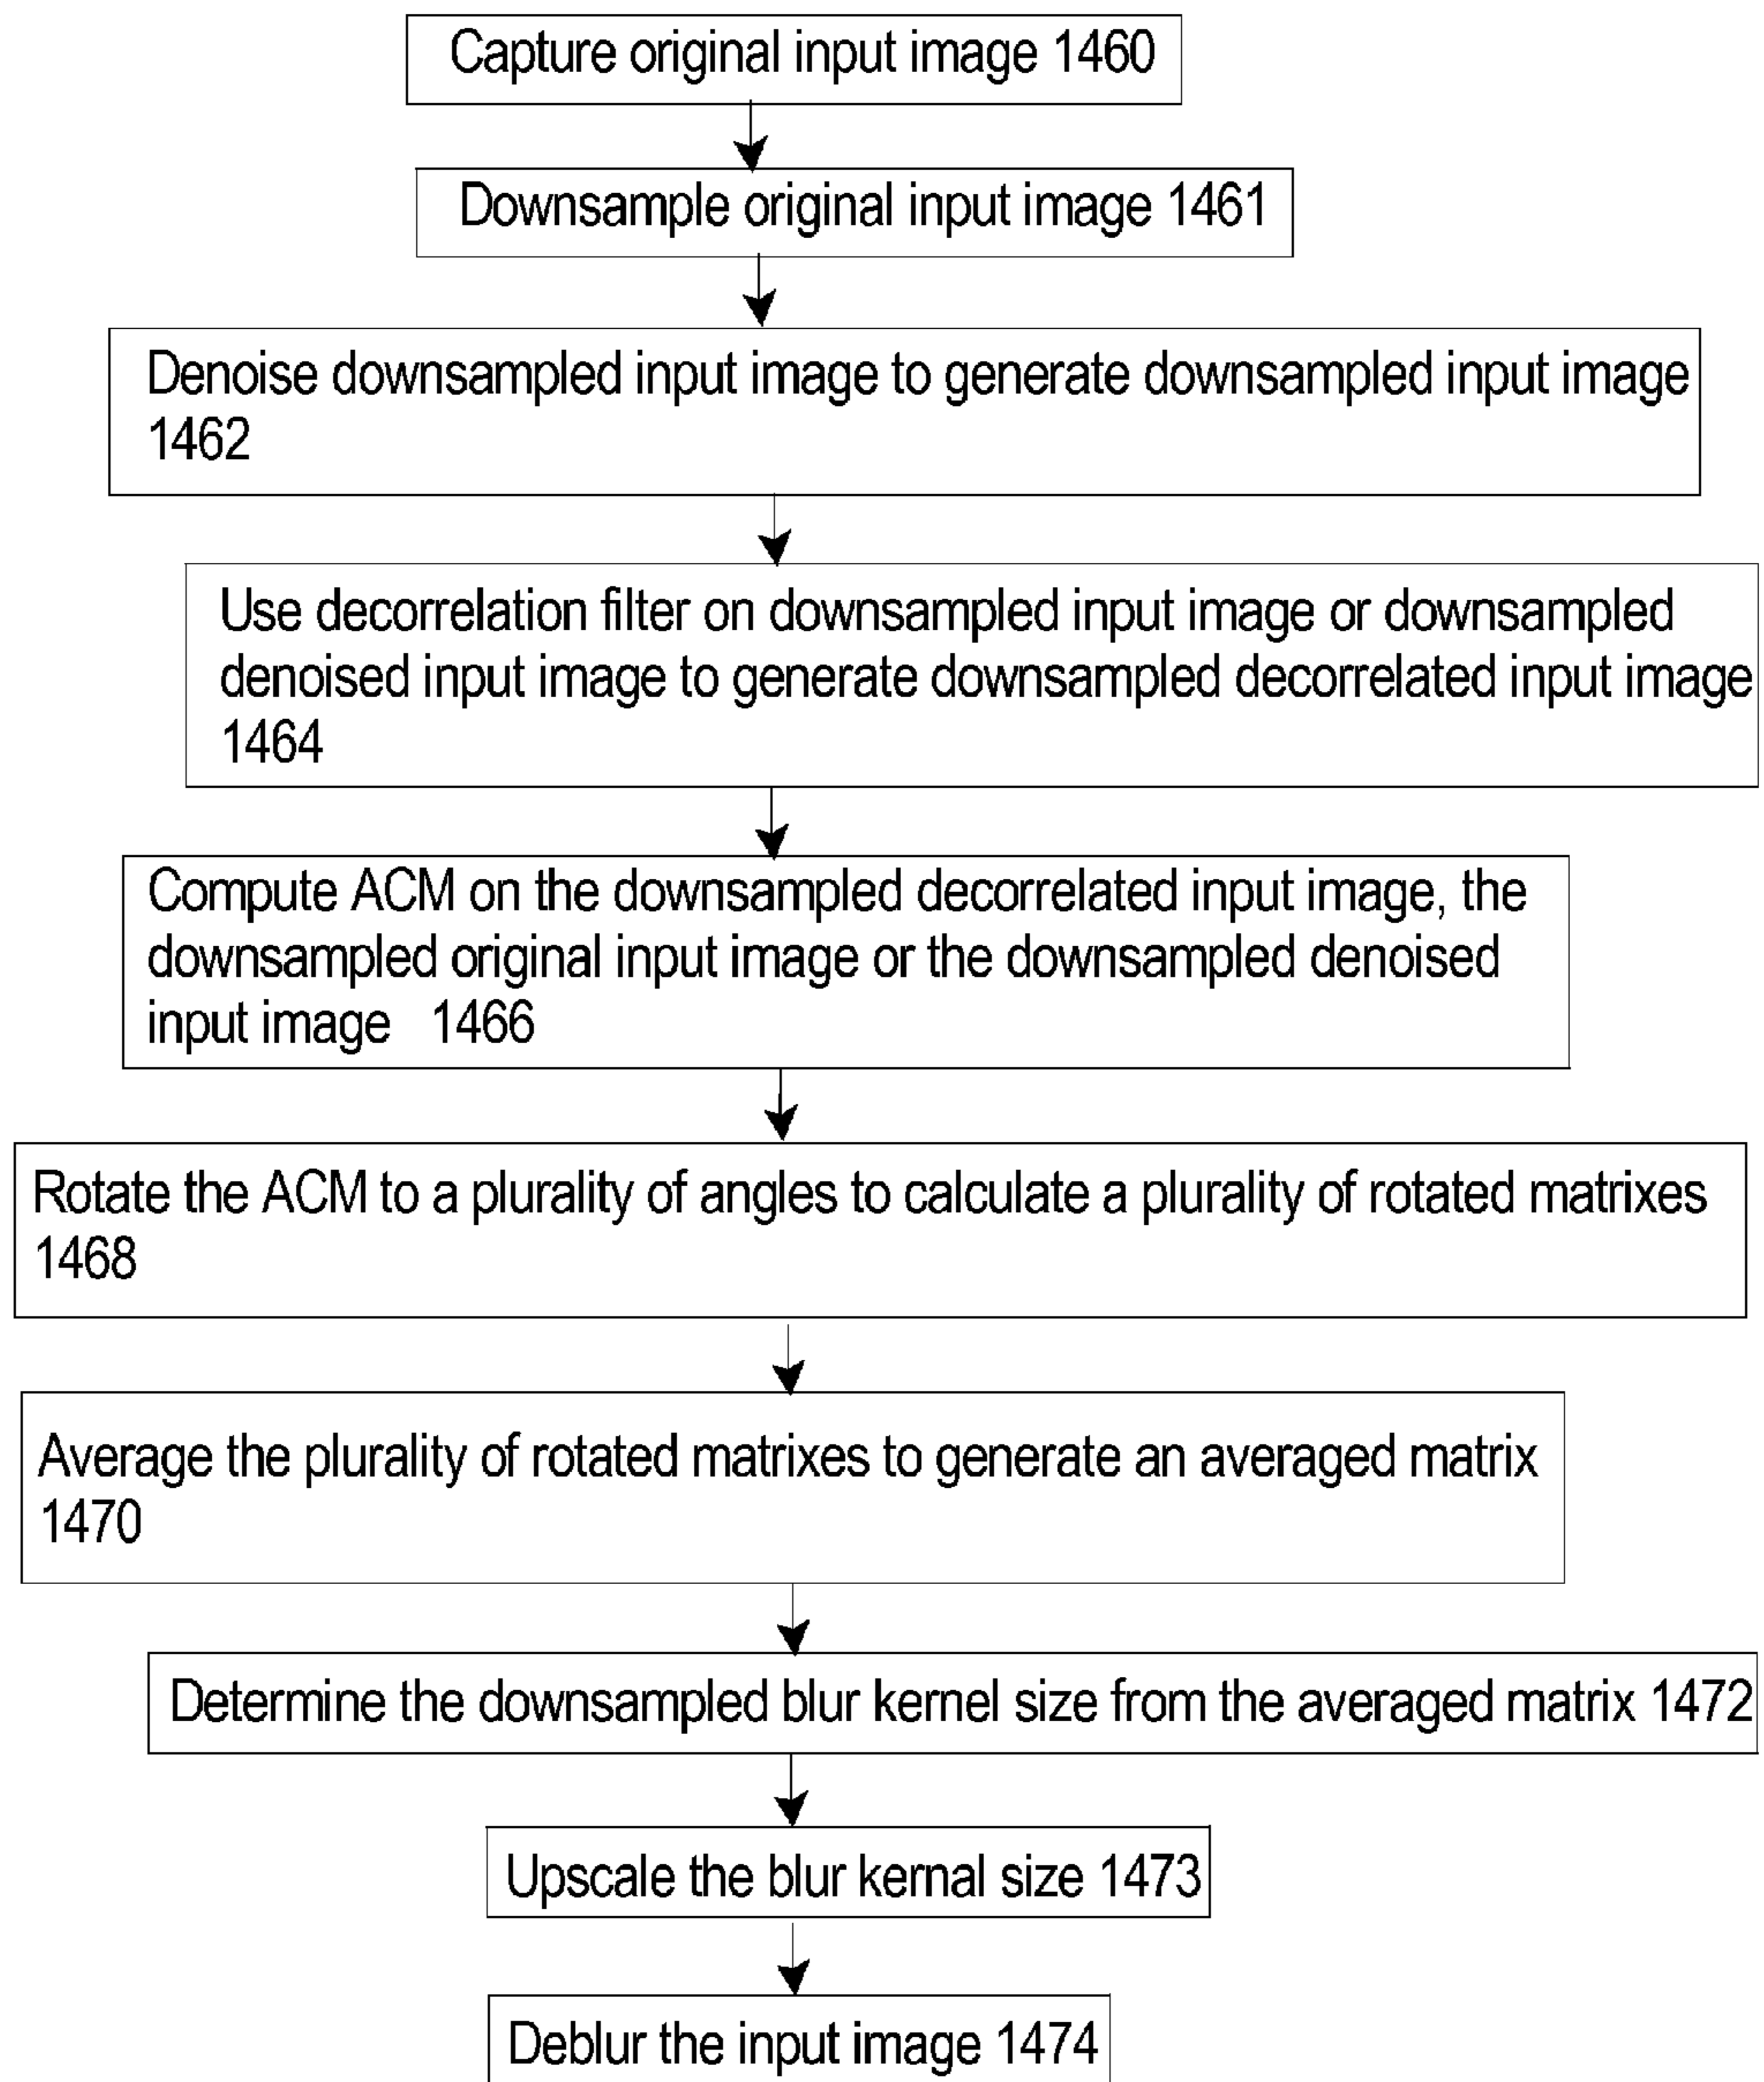 Capture original input image 1460
Downsample original input image 1461
Denoise downsampled input image to generate downsampled input image
1462
Use decorrelation filter on downsampled input image or downsampled
denoised input image to generate downsampled decorrelated input image
1464
Compute ACM on the downsampled decorrelated input image, the
downsampled original input image or the downsampled denoised
input image 1466
Rotate the ACM to a plurality of angles to calculate a plurality of rotated matrixes
1468
Average the plurality of rotated matrixes to generate an averaged matrix
1470
Determine the downsampled blur kernel size from the averaged matrix 1472
Upscale the blur kernal size 1473
Deblur the input image 1474